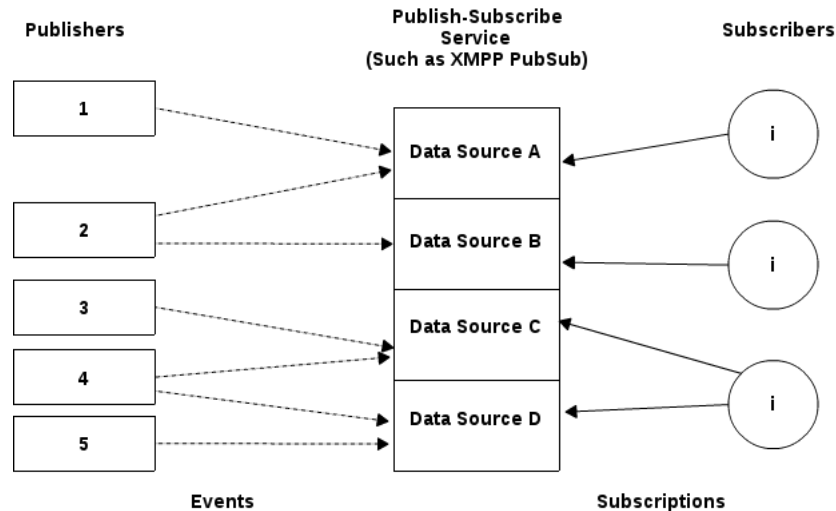 Publishers
Publish-Subscribe
Service
(Such as XMPP PubSub)
Subscribers
1
2
3
4
5
Data Source A
Data Source B
Data Source C
Data Source D
i
i
i
Events
Subscriptions